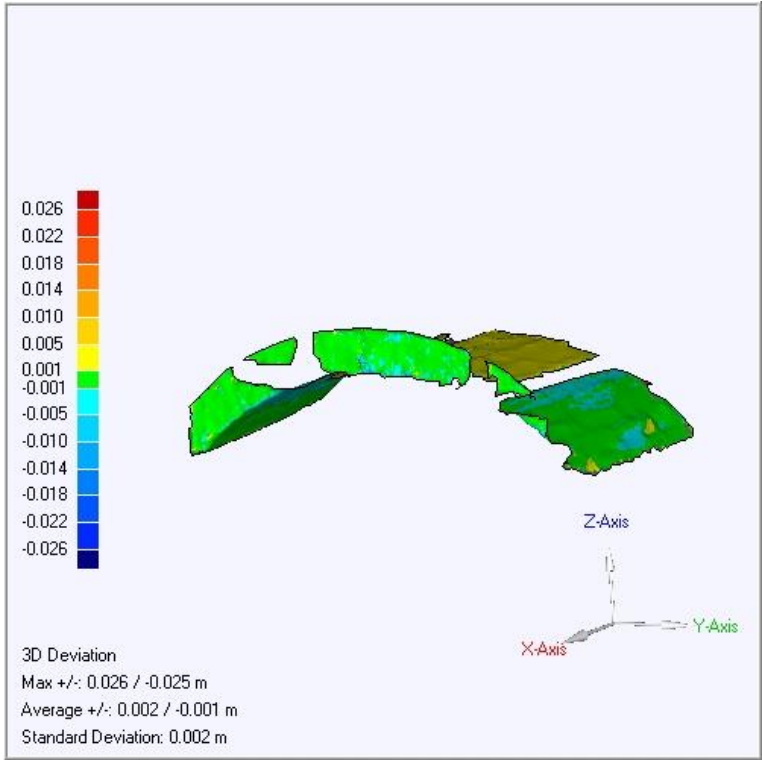 0.026
0.022
0.018
0.014
0.010
0.005
0.001
-0.001
-0.005
-0.010
-0.014
-0.018
-0.022
-0.026
Z-Axis
Y-Axis
X-Axis
3D Deviation
Max +/-: 0.026 / -0.025 m
Average +/-: 0.002 / -0.001 m
Standard Deviation: 0.002 m